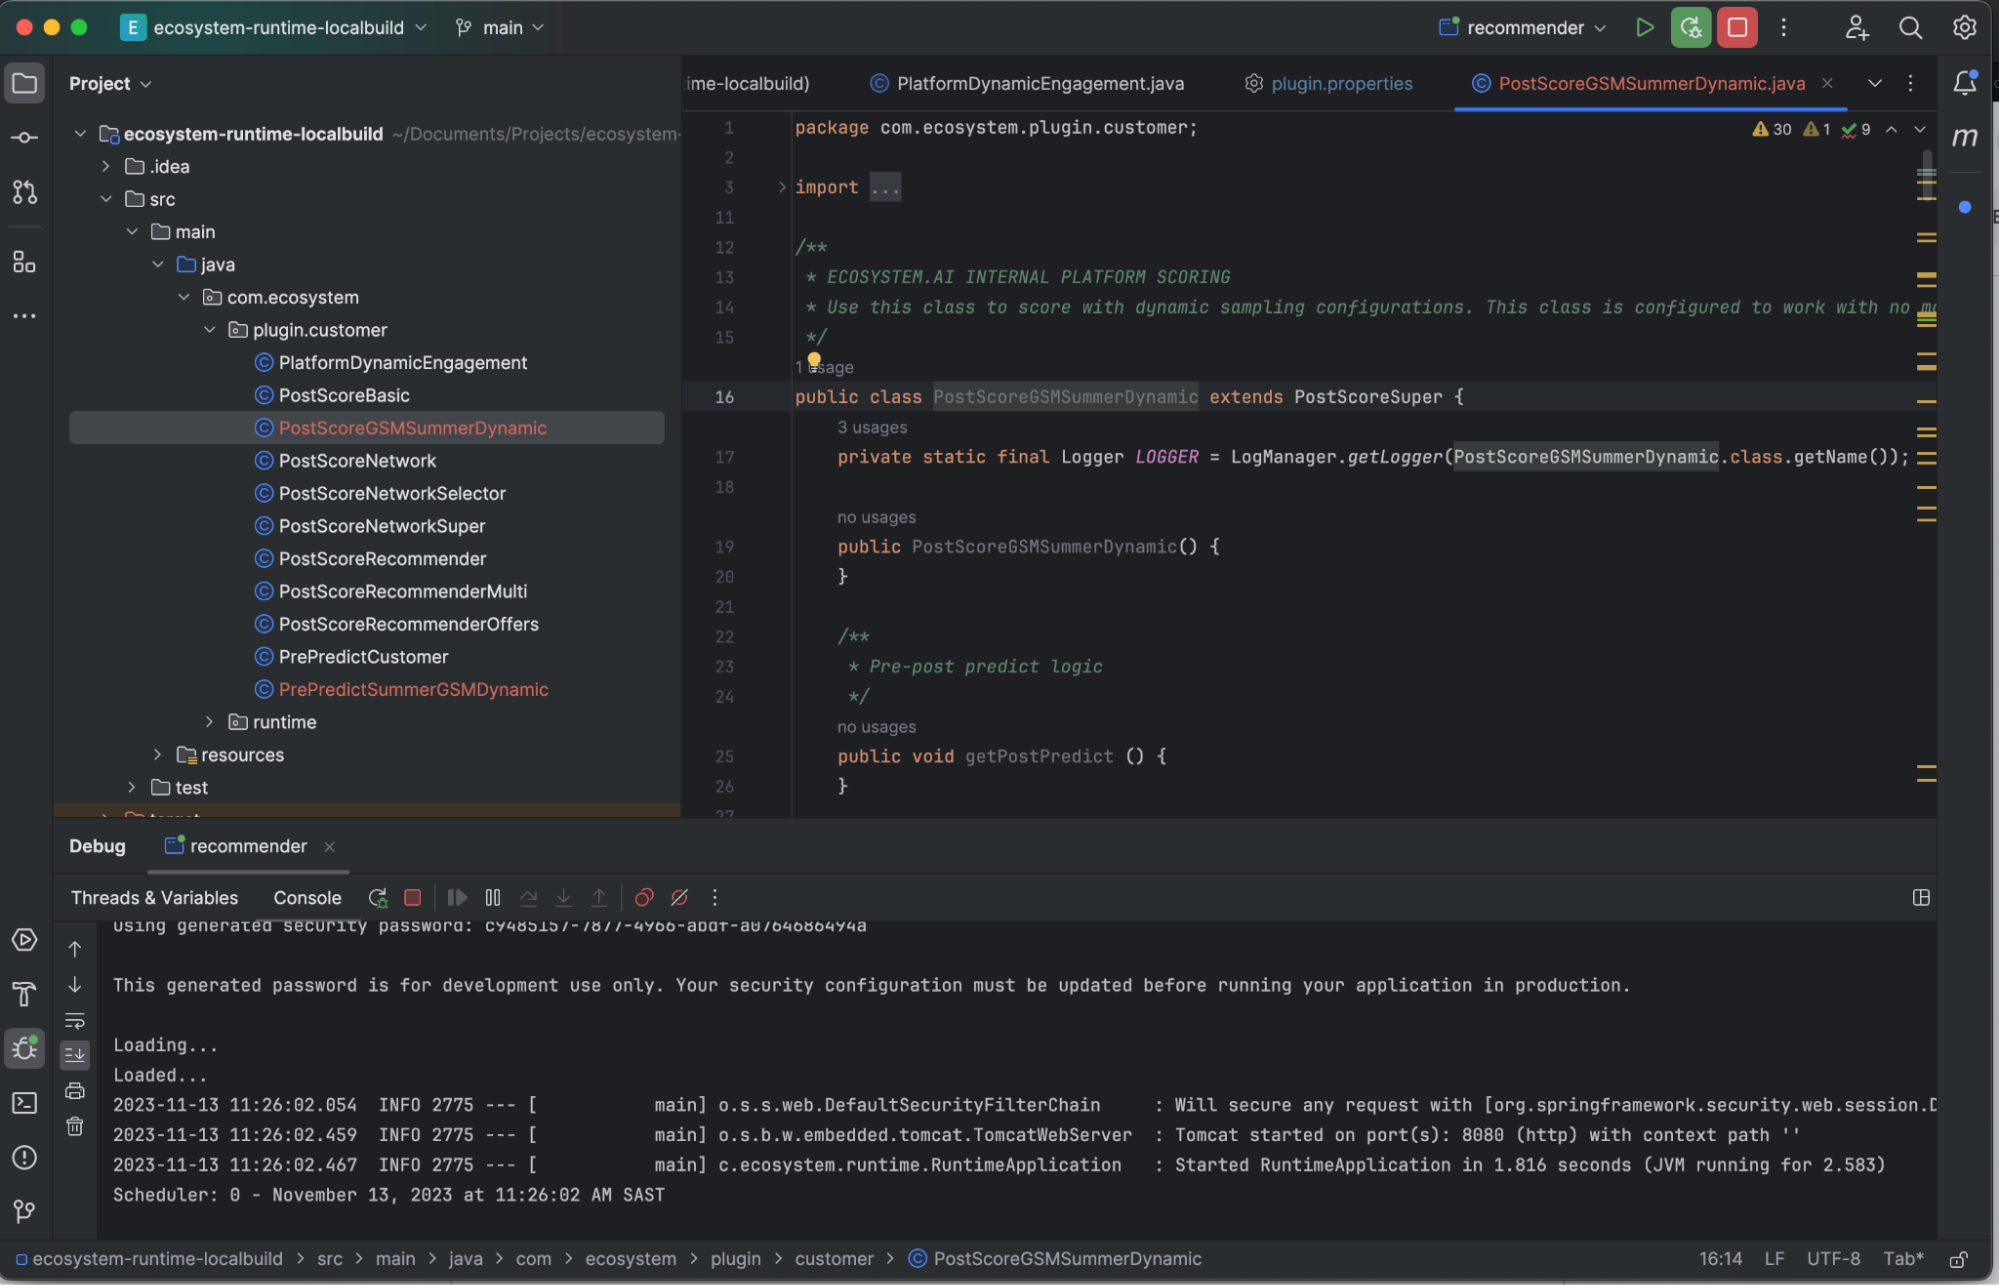 E ecosystem-runtime-localbuild main recommender
Project
ime-localbuild) PlatformDynamicEngagement.java plugin.properties PostScoreGSMSummerDynamic.java
ecosystem-runtime-localbuild ~/Documents/Projects/ecosystem-
.idea
src
main
java
com.ecosystem
plugin.customer
PlatformDynamicEngagement
PostScoreBasic
PostScoreGSMSummerDynamic
PostScoreNetwork
PostScoreNetworkSelector
PostScoreNetworkSuper
PostScoreRecommender
PostScoreRecommenderMulti
PostScoreRecommenderOffers
PrePredictCustomer
PrePredictSummerGSMDynamic
runtime
resources
test
30 1 9
m
1 package com.ecosystem.plugin.customer;
2
3 import ...
11
12 /**
13 * ECOSYSTEM.AI INTERNAL PLATFORM SCORING
14 * Use this class to score with dynamic sampling configurations. This class is configured to work with no mo
15 */
1 usage
16 public class PostScoreGSMSummerDynamic extends PostScoreSuper {
3 usages
17 private static final Logger LOGGER = LogManager.getLogger(PostScoreGSMSummerDynamic.class.getName());
18
no usages
19 public PostScoreGSMSummerDynamic() {
20 }
21
22 /**
23 * Pre-post predict logic
24 */
no usages
25 public void getPostPredict () {
26 }
27
Debug recommender
Threads & Variables Console
Using generated security password: c9485157-7877-4966-abdf-a0764686494a
This generated password is for development use only. Your security configuration must be updated before running your application in production.
Loading...
Loaded...
2023-11-13 11:26:02.054 INFO 2775 --- [ main] o.s.s.web.DefaultSecurityFilterChain : Will secure any request with [org.springframework.security.web.session.D
2023-11-13 11:26:02.459 INFO 2775 --- [ main] o.s.b.w.embedded.tomcat.TomcatWebServer : Tomcat started on port(s): 8080 (http) with context path ''
2023-11-13 11:26:02.467 INFO 2775 --- [ main] c.ecosystem.runtime.RuntimeApplication : Started RuntimeApplication in 1.816 seconds (JVM running for 2.583)
Scheduler: 0 - November 13, 2023 at 11:26:02 AM SAST
ecosystem-runtime-localbuild > src > main > java > com > ecosystem > plugin > customer > PostScoreGSMSummerDynamic 16:14 LF UTF-8 Tab*